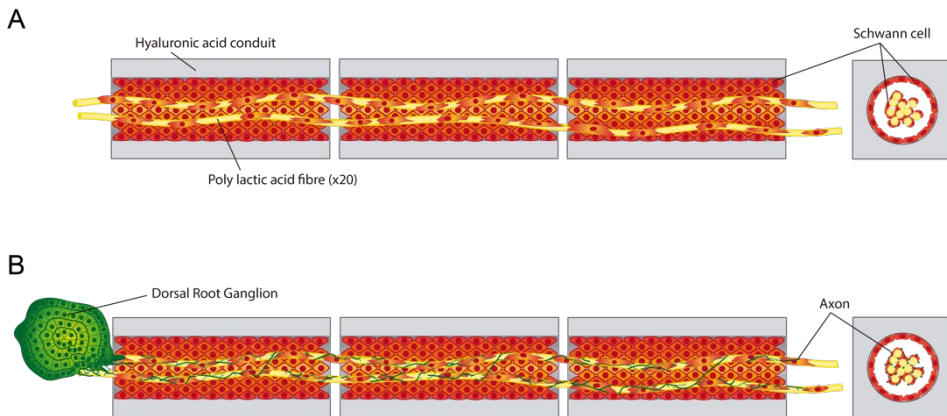 A
Hyaluronic acid conduit
Schwann cell
Poly lactic acid fibre (x20)
B
Dorsal Root Ganglion
Axon